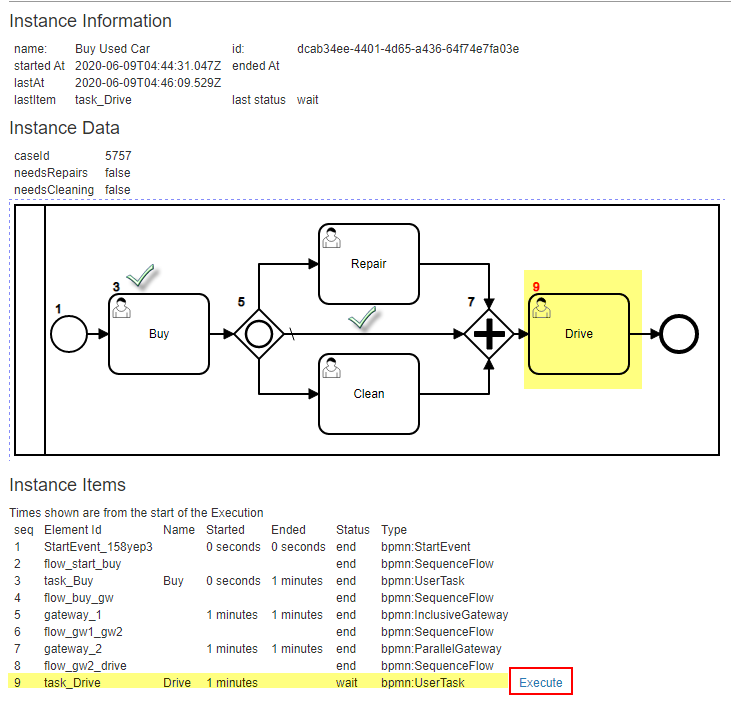 Instance Information
name: Buy Used Car id: dcab34ee-4401-4d65-a436-64f74e7fa03e
started At 2020-06-09T04:44:31.047Z ended At
lastAt 2020-06-09T04:46:09.529Z
lastItem task_Drive last status wait
Instance Data
caseId 5757
needsRepairs false
needsCleaning false
Repair
1 3 5 7 9
Buy Drive
Clean
Instance Items
Times shown are from the start of the Execution
seq Element Id Name Started Ended Status Type
1 StartEvent_158yep3 0 seconds 0 seconds end bpmn:StartEvent
2 flow_start_buy end bpmn:SequenceFlow
3 task_Buy Buy 0 seconds 1 minutes end bpmn:UserTask
4 flow_buy_gw end bpmn:SequenceFlow
5 gateway_1 1 minutes 1 minutes end bpmn:InclusiveGateway
6 flow_gw1_gw2 end bpmn:SequenceFlow
7 gateway_2 1 minutes 1 minutes end bpmn:ParallelGateway
8 flow_gw2_drive end bpmn:SequenceFlow
9 task_Drive Drive 1 minutes wait bpmn:UserTask Execute